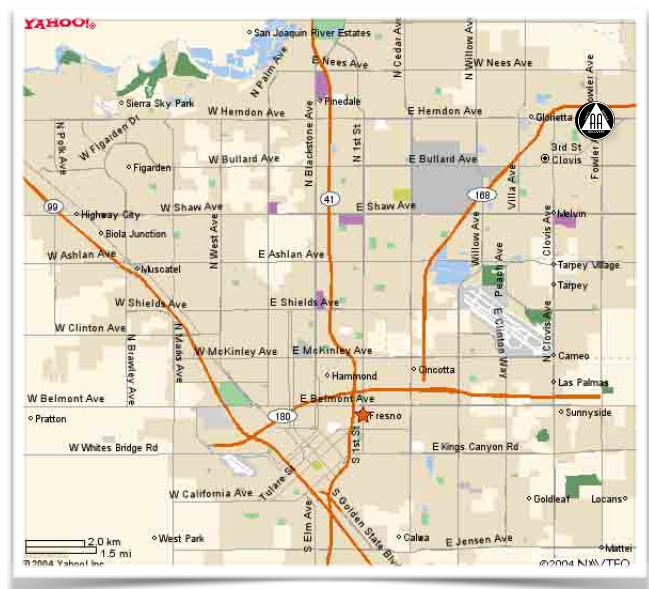 YAHOO!®
San Joaquin River Estates
N Cedar Av
N Willow Av
N Palm Ave
E Nees Ave
W Nees Ave
Fowler Ave
Sierra Sky Park
Pinedale
W Herndon Ave
E Herndon Ave
Glorietta
AA
N Polk Ave
W Figarden Dr
N Blackstone Ave
N 1st St
3rd St
Clovis
Fowler A
W Bullard Ave
E Bullard Ave
Figarden
Villa Ave
168
99
41
W Shaw Ave
E Shaw Ave
Highway City
Melvin
Biola Junction
N West Ave
Willow Ave
Clovis Ave
W Ashlan Ave
E Ashlan Ave
Peach Ave
Tarpey Village
Muscatel
Tarpey
W Shields Ave
E Shields Ave
E Clinton Way
N Clovis Ave
W Clinton Ave
N Brawley Ave
N Marks Ave
W McKinley Ave
E McKinley Ave
Cameo
Hammond
Cincotta
Las Palmas
W Belmont Ave
E Belmont Ave
180
Fresno
Sunnyside
Pratton
S 1st St
W Whites Bridge Rd
E Kings Canyon Rd
Tulare St
W California Ave
S Golden State Blv
Goldleaf
Locans
S Elm Ave
West Park
Calwa
E Jensen Ave
Mattei
2.0 km
1.5 mi
©2004 Yahoo! Inc
©2004 NAVTEQ